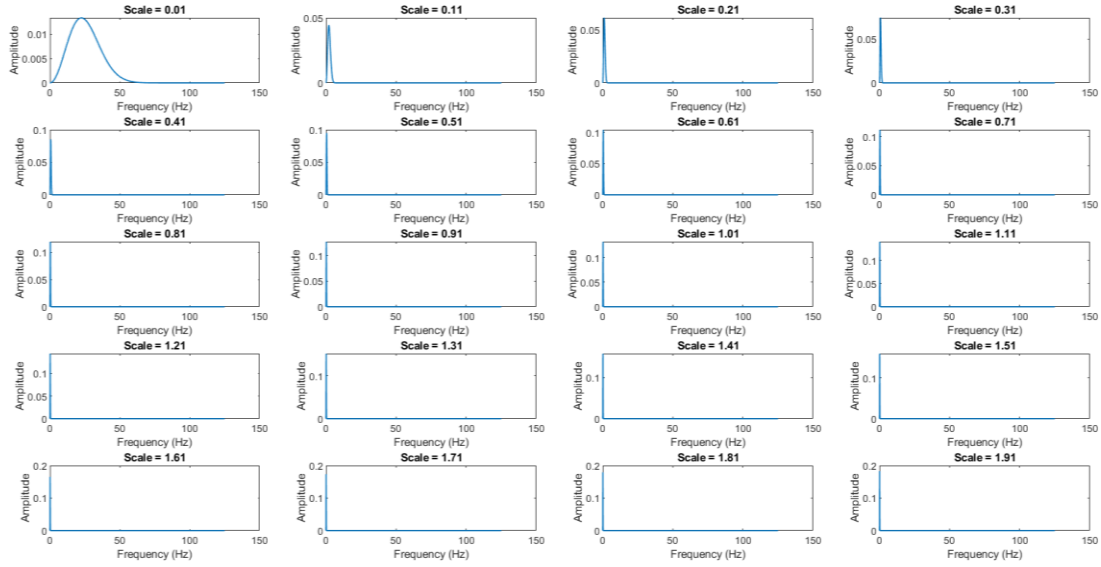 Scale = 0.01 Scale = 0.11 Scale = 0.21 Scale = 0.31
Amplitude 0.01 0.005 0 Amplitude 0.05 0 Amplitude 0.05 0 Amplitude 0.05 0
0 50 100 150 0 50 100 150 0 50 100 150 0 50 100 150
Frequency (Hz) Frequency (Hz) Frequency (Hz) Frequency (Hz)
Scale = 0.41 Scale = 0.51 Scale = 0.61 Scale = 0.71
Amplitude 0.1 0.05 0 Amplitude 0.05 0 Amplitude 0.1 0.05 0 Amplitude 0.1 0.05 0
0 50 100 150 0 50 100 150 0 50 100 150 0 50 100 150
Frequency (Hz) Frequency (Hz) Frequency (Hz) Frequency (Hz)
Scale = 0.81 Scale = 0.91 Scale = 1.01 Scale = 1.11
Amplitude 0.1 0.05 0 Amplitude 0.1 0.05 0 Amplitude 0.1 0.05 0 Amplitude 0.1 0.05 0
0 50 100 150 0 50 100 150 0 50 100 150 0 50 100 150
Frequency (Hz) Frequency (Hz) Frequency (Hz) Frequency (Hz)
Scale = 1.21 Scale = 1.31 Scale = 1.41 Scale = 1.51
Amplitude 0.1 0.05 0 Amplitude 0.1 0 Amplitude 0.1 0 Amplitude 0.1 0
0 50 100 150 0 50 100 150 0 50 100 150 0 50 100 150
Frequency (Hz) Frequency (Hz) Frequency (Hz) Frequency (Hz)
Scale = 1.61 Scale = 1.71 Scale = 1.81 Scale = 1.91
Amplitude 0.2 0.1 0 Amplitude 0.2 0.1 0 Amplitude 0.2 0.1 0 Amplitude 0.2 0.1 0
0 50 100 150 0 50 100 150 0 50 100 150 0 50 100 150
Frequency (Hz) Frequency (Hz) Frequency (Hz) Frequency (Hz)